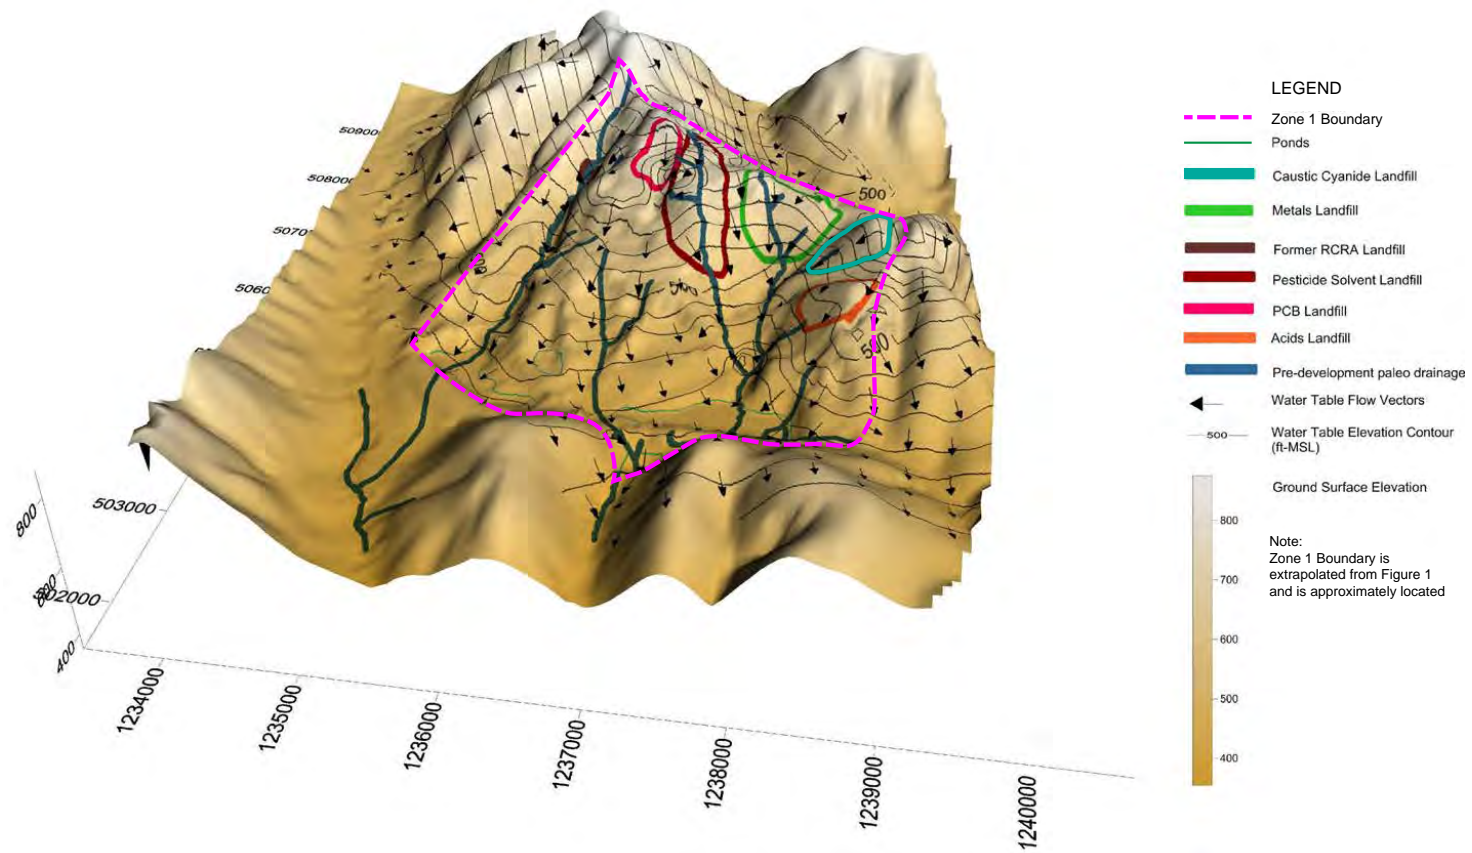 LEGEND
Zone 1 Boundary
Ponds
Caustic Cyanide Landfill
Metals Landfill
Former RCRA Landfill
Pesticide Solvent Landfill
PCB Landfill
Acids Landfill
Pre-development paleo drainage
Water Table Flow Vectors
500
Water Table Elevation Contour
(ft-MSL)
Ground Surface Elevation
800
700
600
500
400
Note:
Zone 1 Boundary is
extrapolated from Figure 1
and is approximately located
500
500
503000
800
400
1234000
1235000
1236000
1237000
1238000
1239000
1240000